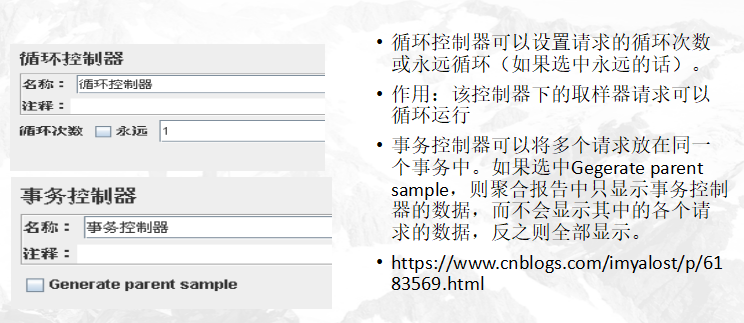 循环控制器
名称： 循环控制器
注释：
循环次数 永远 1
事务控制器
名称： 事务控制器
注释：
Generate parent sample
• 循环控制器可以设置请求的循环次数
或永远循环（如果选中永远的话）。
• 作用：该控制器下的取样器请求可以
循环运行
• 事务控制器可以将多个请求放在同一
个事务中。如果选中Gegerate parent
sample，则聚合报告中只显示事务控制
器的数据，而不会显示其中的各个请
求的数据，反之则全部显示。
• https://www.cnblogs.com/imyalost/p/61
83569.html